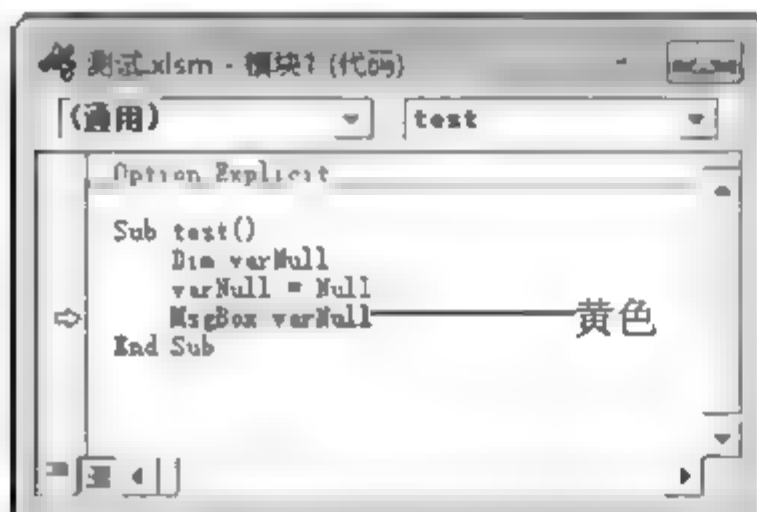 测试.xlsm - 模块1 (代码)
(通用)
test
Option Explicit
Sub test()
Dim varNull
varNull = Null
MsgBox varNull
End Sub
黄色